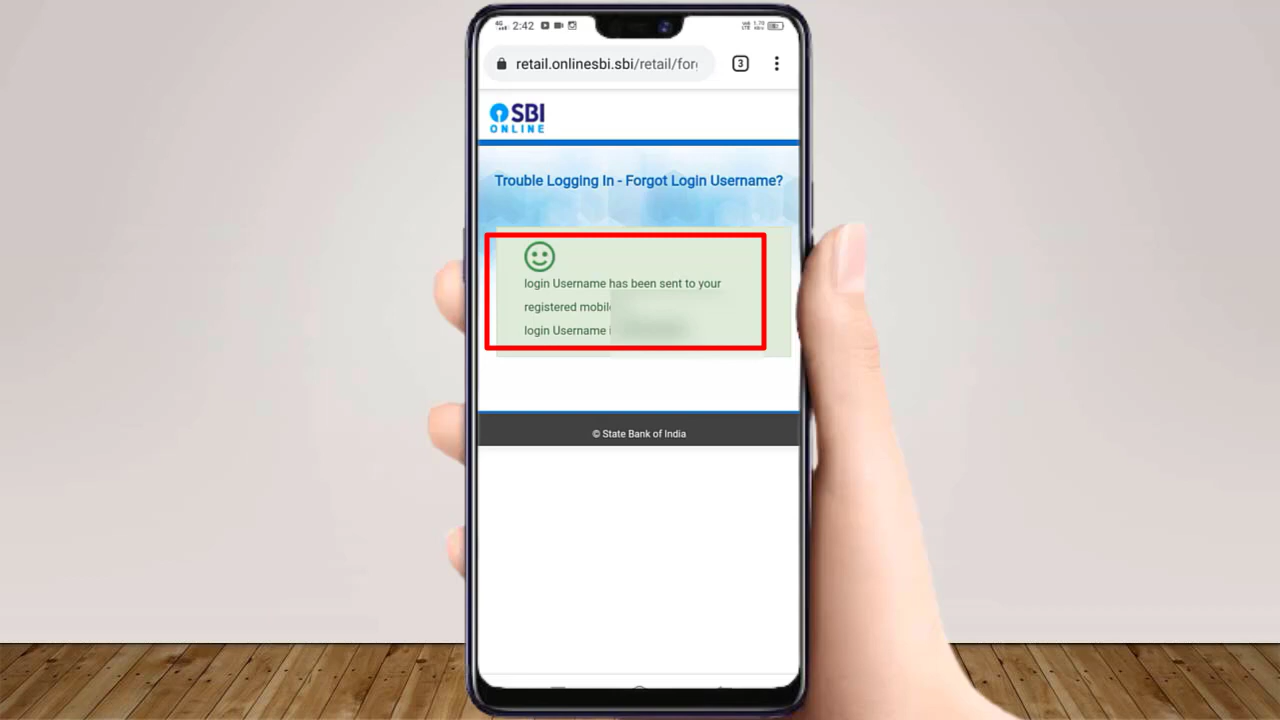 2:42
retail.onlinesbi.sbi/retail/for
3
SBI
ONLINE
Trouble Logging In - Forgot Login Username?
login Username has been sent to your
registered
login Username
© State Bank of India